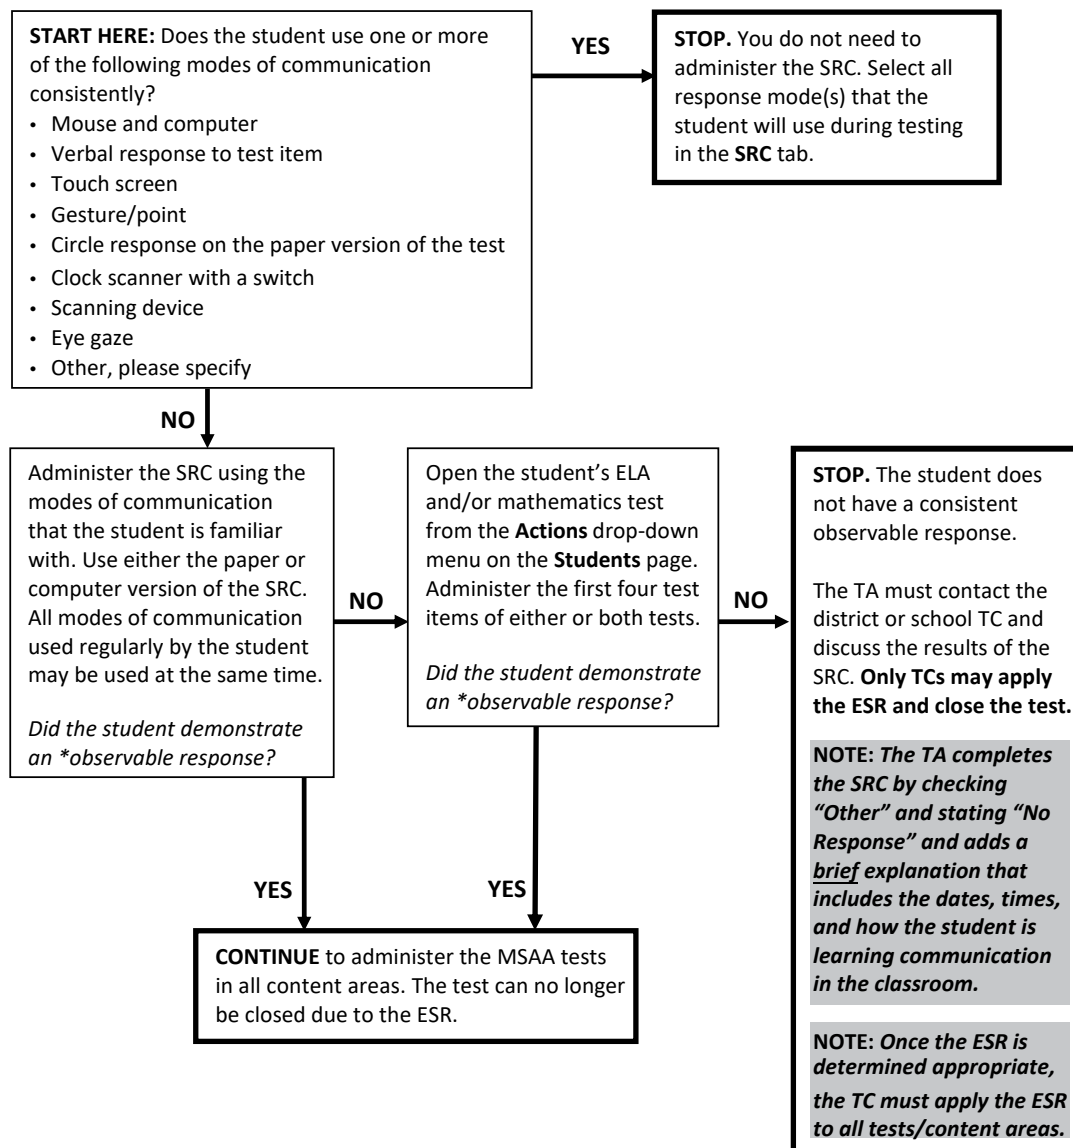 START HERE: Does the student use one or more
of the following modes of communication
consistently?
• Mouse and computer
• Verbal response to test item
• Touch screen
• Gesture/point
• Circle response on the paper version of the test
• Clock scanner with a switch
• Scanning device
• Eye gaze
• Other, please specify
YES
STOP. You do not need to
administer the SRC. Select all
response mode(s) that the
student will use during testing
in the SRC tab.
NO
Administer the SRC using the
modes of communication
that the student is familiar
with. Use either the paper or
computer version of the SRC.
All modes of communication
used regularly by the student
may be used at the same time.
Did the student demonstrate
an *observable response?
NO
Open the student’s ELA
and/or mathematics test
from the Actions drop-down
menu on the Students page.
Administer the first four test
items of either or both tests.
Did the student demonstrate
an *observable response?
NO
STOP. The student does
not have a consistent
observable response.
The TA must contact the
district or school TC and
discuss the results of the
SRC. Only TCs may apply
the ESR and close the test.
NOTE: The TA completes
the SRC by checking
“Other” and stating “No
Response” and adds a
brief explanation that
includes the dates, times,
and how the student is
learning communication
in the classroom.
NOTE: Once the ESR is
determined appropriate,
the TC must apply the ESR
to all tests/content areas.
YES
YES
CONTINUE to administer the MSAA tests
in all content areas. The test can no longer
be closed due to the ESR.